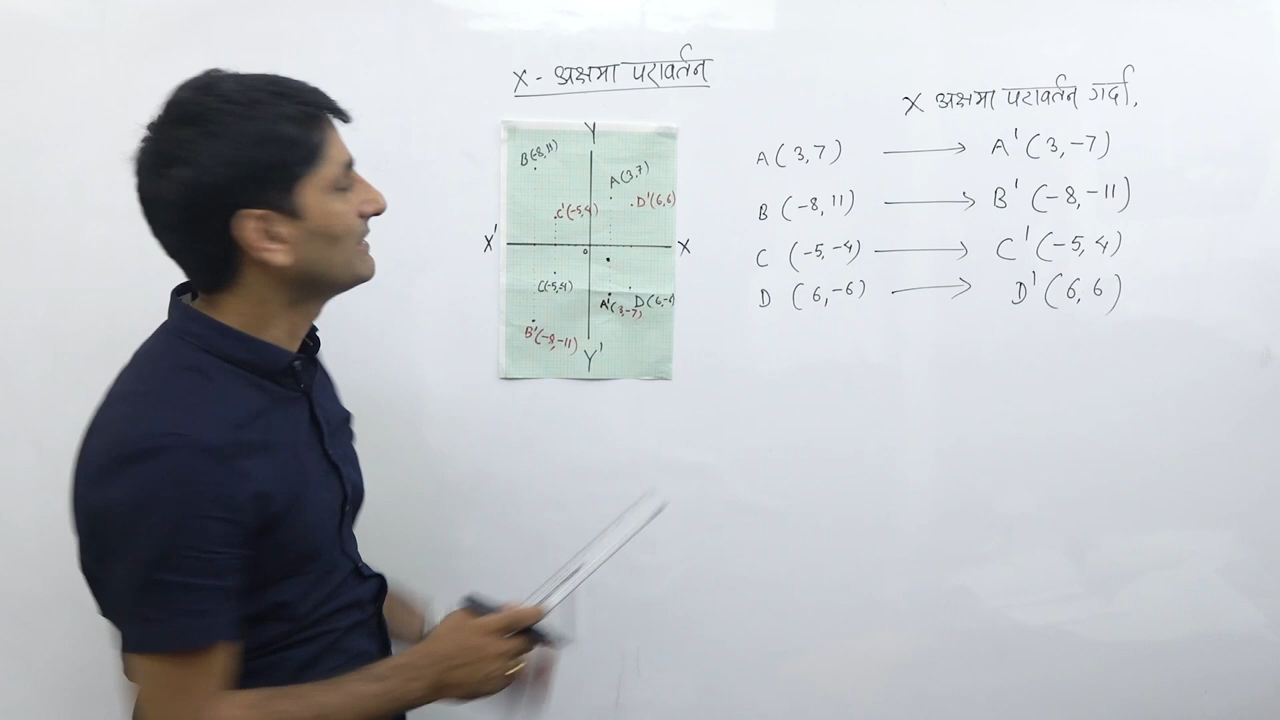 X - अक्षमा परावर्तन
X अक्षमा परावर्तन गर्दा,
A (3, 7) ⟶ A' (3, -7)
B (-8, 11) ⟶ B' (-8, -11)
C (-5, -4) ⟶ C' (-5, 4)
D (6, -6) ⟶ D' (6, 6)
Y
B(-8, 11)
A(3, 7)
C'(-5, 4) D'(6, 6)
X' 0 X
C(-5, -4)
A'(3, -7) D(6, -6)
B'(-8, -11)
Y'